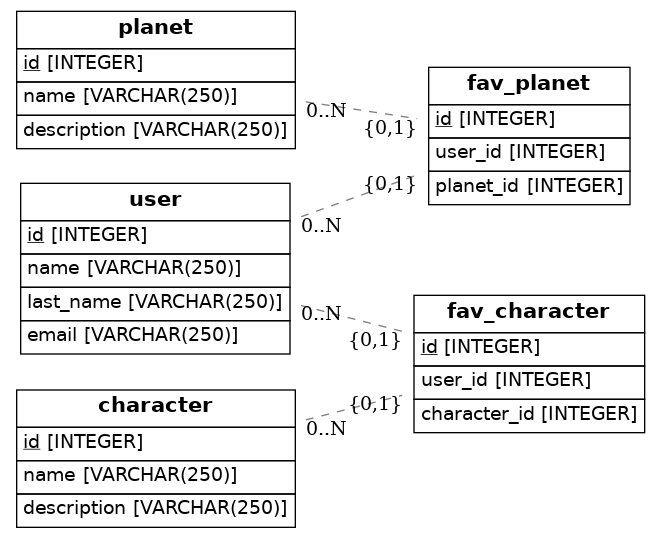 planet
id [INTEGER]
name [VARCHAR(250)]
description [VARCHAR(250)]
0..N
{0,1}
fav_planet
id [INTEGER]
user_id [INTEGER]
planet_id [INTEGER]
user
id [INTEGER]
name [VARCHAR(250)]
last_name [VARCHAR(250)]
email [VARCHAR(250)]
{0,1}
0..N
0..N
{0,1}
fav_character
id [INTEGER]
user_id [INTEGER]
character_id [INTEGER]
character
id [INTEGER]
name [VARCHAR(250)]
description [VARCHAR(250)]
{0,1}
0..N